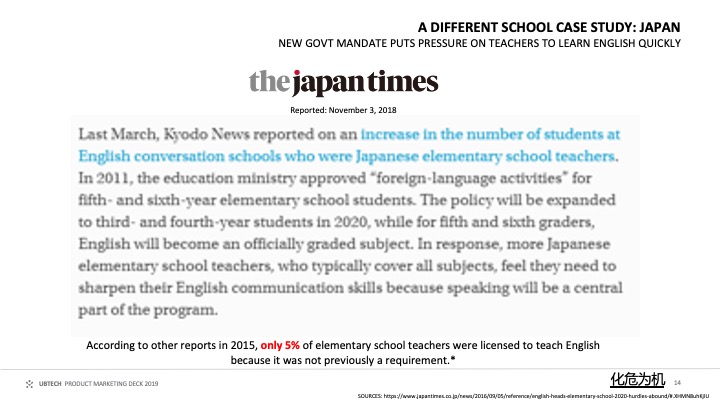 A DIFFERENT SCHOOL CASE STUDY: JAPAN
NEW GOVT MANDATE PUTS PRESSURE ON TEACHERS TO LEARN ENGLISH QUICKLY
the japan times
Reported: November 3, 2018
Last March, Kyodo News reported on an increase in the number of students at
English conversation schools who were Japanese elementary school teachers.
In 2011, the education ministry approved “foreign-language activities” for
fifth- and sixth-year elementary school students. The policy will be expanded
to third- and fourth-year students in 2020, while for fifth and sixth graders,
English will become an officially graded subject. In response, more Japanese
elementary school teachers, who typically cover all subjects, feel they need to
sharpen their English communication skills because speaking will be a central
part of the program.
According to other reports in 2015, only 5% of elementary school teachers were licensed to teach English
because it was not previously a requirement.*
UBTECH PRODUCT MARKETING DECK 2019
化危为机
14
SOURCES: https://www.japantimes.co.jp/news/2016/09/05/reference/english-heads-elementary-school-2020-hurdles-abound/#.XHMNBuhKjIU